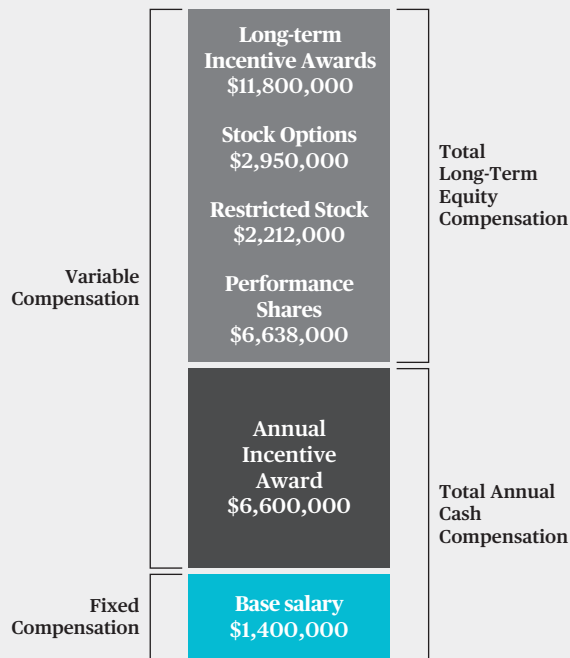 Long-term
Incentive Awards
$11,800,000
Stock Options
$2,950,000
Restricted Stock
$2,212,000
Performance
Shares
$6,638,000
Total
Long-Term
Equity
Compensation
Variable
Compensation
Annual
Incentive
Award
$6,600,000
Total Annual
Cash
Compensation
Fixed
Compensation
Base salary
$1,400,000